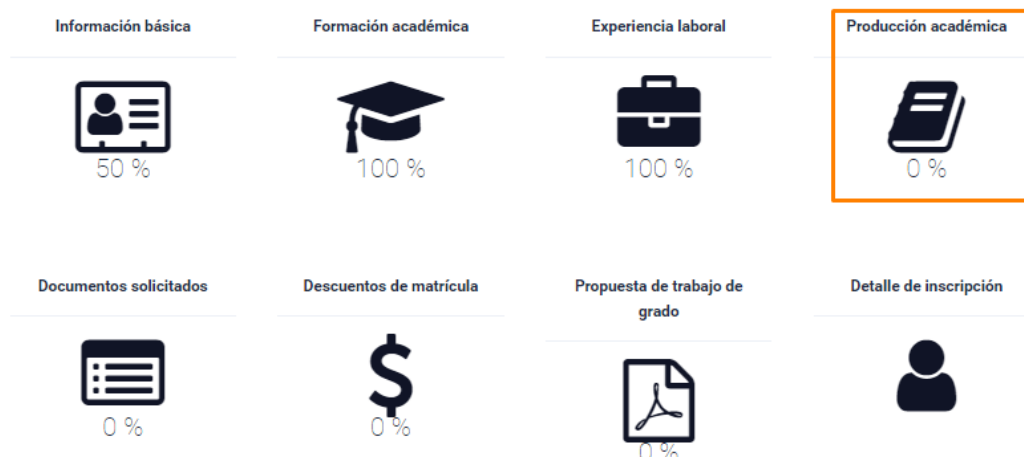 Información básica
Formación académica
Experiencia laboral
Producción académica
50 %
100 %
100 %
0 %
Documentos solicitados
Descuentos de matrícula
Propuesta de trabajo de
grado
Detalle de inscripción
0 %
0 %
0 %